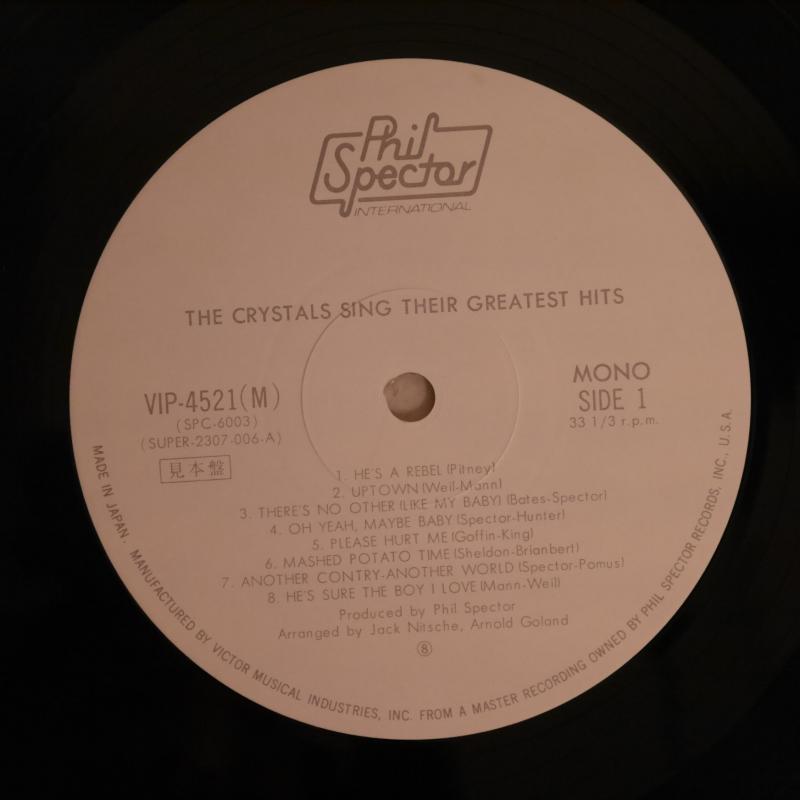 Phil
Spector
INTERNATIONAL
THE CRYSTALS SING THEIR GREATEST HITS
VIP-4521(M)
(SPC-6003)
(SUPER-2307-006-A)
見本盤
MONO
SIDE 1
33 1/3 r.p.m.
1. HE'S A REBEL (Pitney)
2. UPTOWN (Weil-Mann)
3. THERE'S NO OTHER (LIKE MY BABY) (Bates-Spector)
4. OH YEAH, MAYBE BABY (Spector-Hunter)
5. PLEASE HURT ME (Goffin-King)
6. MASHED POTATO TIME (Sheldon-Brianbert)
7. ANOTHER CONTRY-ANOTHER WORLD (Spector-Pomus)
8. HE'S SURE THE BOY I LOVE (Mann-Weil)
Produced by Phil Spector
Arranged by Jack Nitsche, Arnold Goland
⑧
MADE IN JAPAN. MANUFACTURED BY VICTOR MUSICAL INDUSTRIES, INC. FROM A MASTER RECORDING OWNED BY PHIL SPECTOR RECORDS, INC., U.S.A.